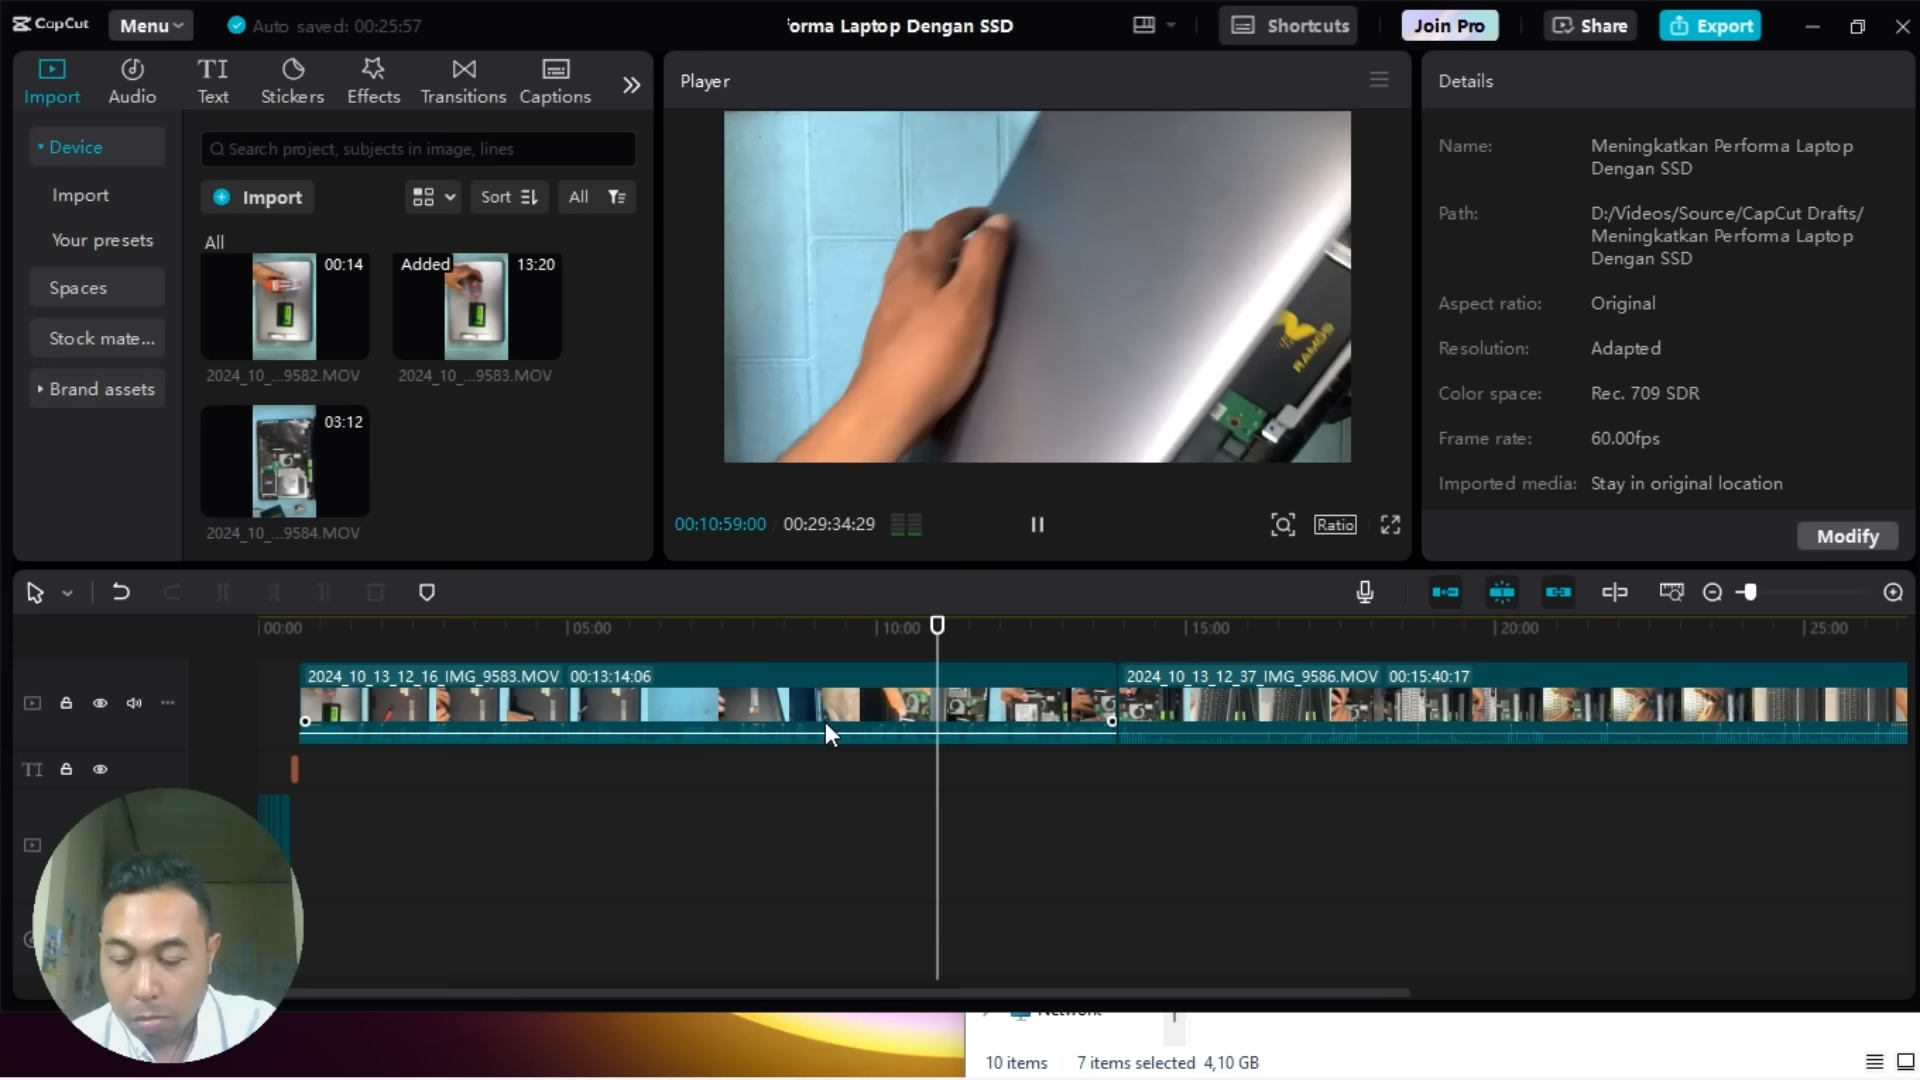 CapCut
Menu
Auto saved: 00:25:57
forma Laptop Dengan SSD
Shortcuts
Join Pro
Share
Export
Import
Audio
Text
Stickers
Effects
Transitions
Captions
Player
Details
Device
Import
Your presets
Spaces
Stock mate...
Brand assets
Search project, subjects in image, lines
Import
Sort
All
All
00:14
Added
13:20
2024_10_...9582.MOV
2024_10_...9583.MOV
03:12
2024_10_...9584.MOV
RAMOS
00:10:59:00
00:29:34:29
Ratio
Name:
Meningkatkan Performa Laptop
Dengan SSD
Path:
D:/Videos/Source/CapCut Drafts/
Meningkatkan Performa Laptop
Dengan SSD
Aspect ratio:
Original
Resolution:
Adapted
Color space:
Rec. 709 SDR
Frame rate:
60.00fps
Imported media:
Stay in original location
Modify
00:00
05:00
10:00
15:00
20:00
25:00
2024_10_13_12_16_IMG_9583.MOV 00:13:14:06
2024_10_13_12_37_IMG_9586.MOV 00:15:40:17
TI
Network
10 items
7 items selected 4,10 GB